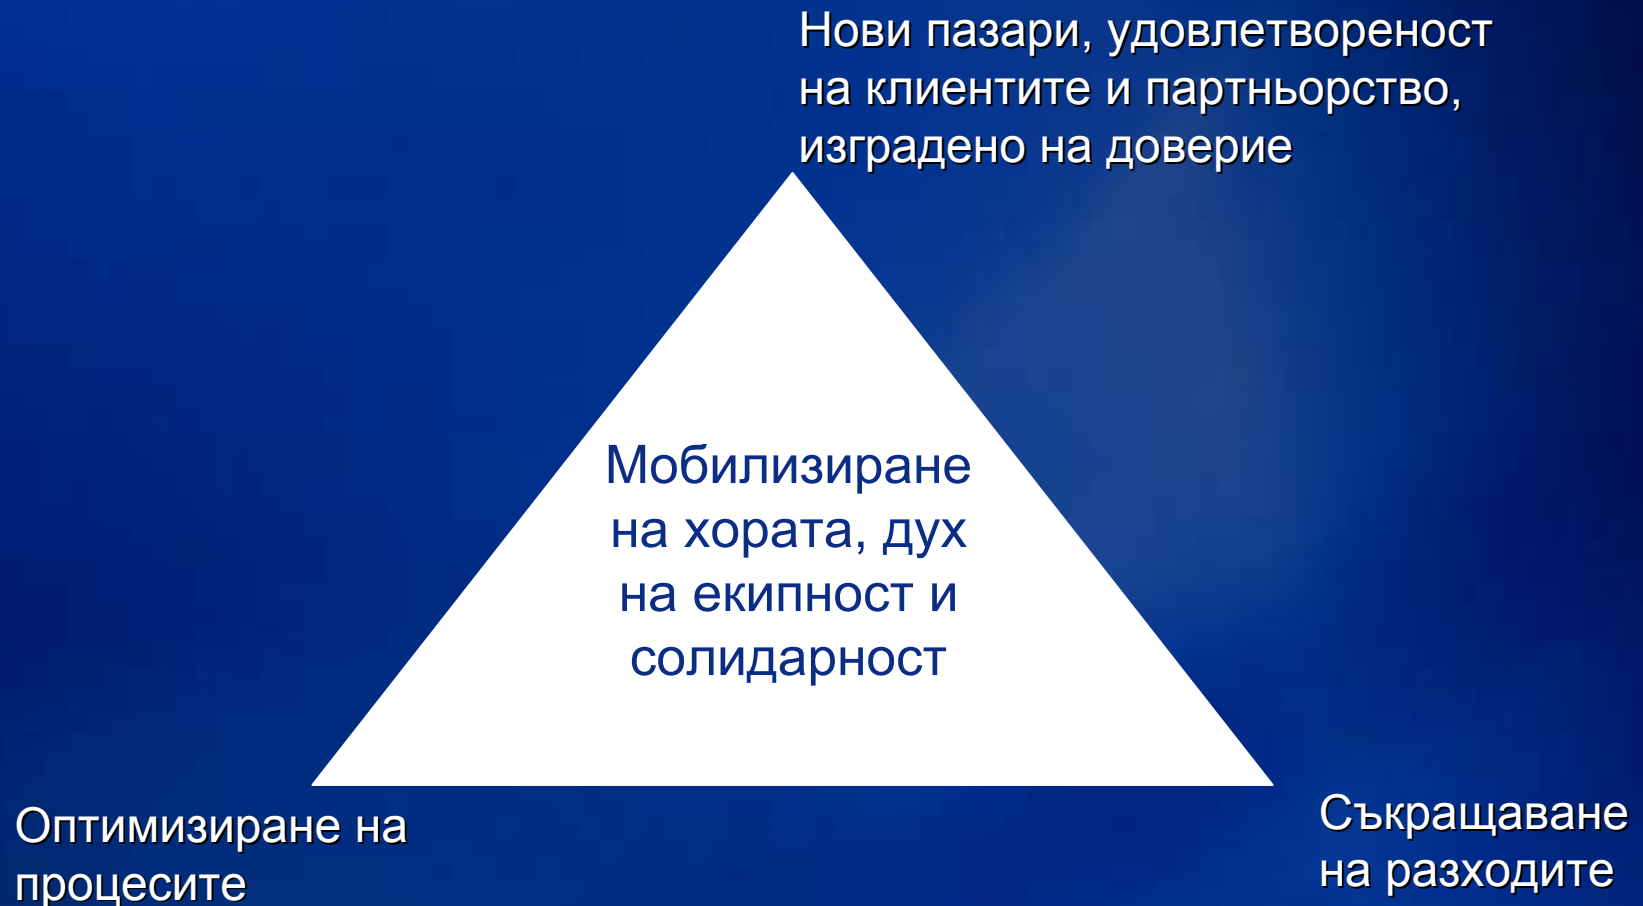 Нови пазари, удовлетвореност
на клиентите и партньорство,
изградено на доверие
Мобилизиране
на хората, дух
на екипност и
солидарност
Оптимизиране на
процесите
Съкращаване
на разходите